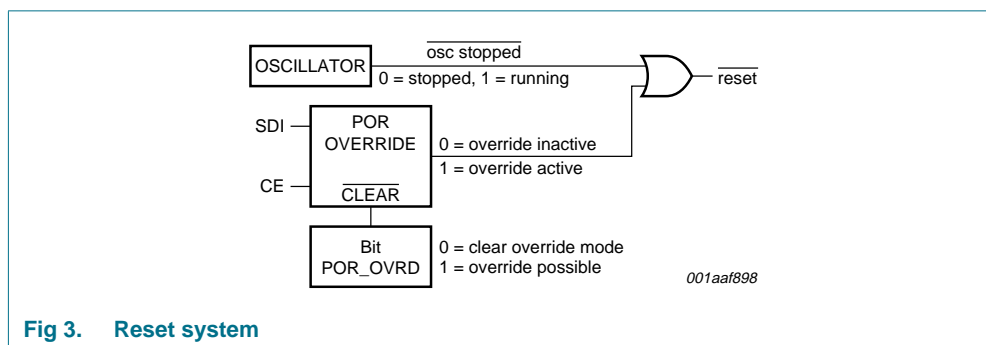 osc stopped
OSCILLATOR
0 = stopped, 1 = running
reset
SDI
POR
OVERRIDE
0 = override inactive
1 = override active
CE
CLEAR
Bit
POR_OVRD
0 = clear override mode
1 = override possible
001aaf898
Fig 3. Reset system